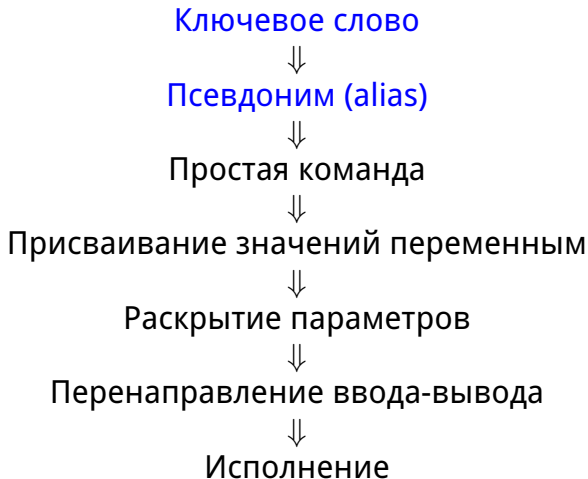 Ключевое слово
⇓
Псевдоним (alias)
⇓
Простая команда
⇓
Присваивание значений переменным
⇓
Раскрытие параметров
⇓
Перенаправление ввода-вывода
⇓
Исполнение